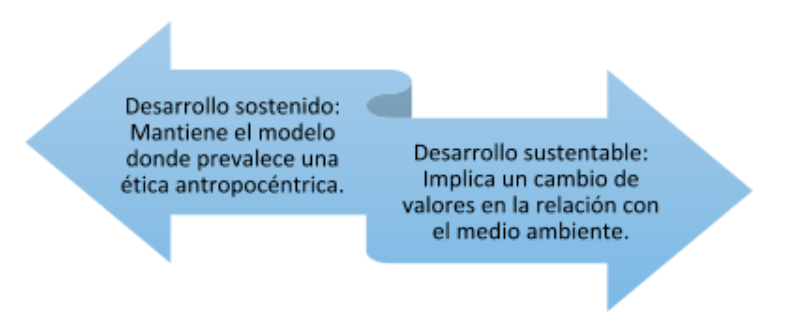 Desarrollo sostenido:
Mantiene el modelo
donde prevalece una
ética antropocéntrica.
Desarrollo sustentable:
Implica un cambio de
valores en la relación con
el medio ambiente.